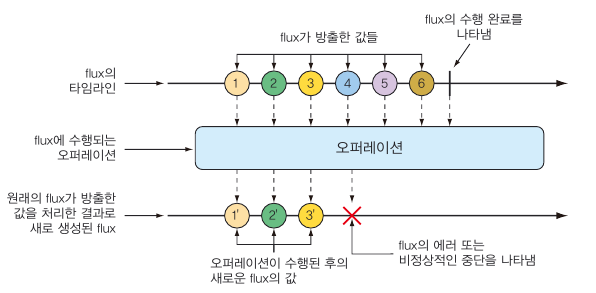 flux의 수행 완료를
나타냄
flux가 방출한 값들
flux의
타임라인
1
2
3
4
5
6
flux에 수행되는
오퍼레이션
오퍼레이션
원래의 flux가 방출한
값을 처리한 결과로
새로 생성된 flux
1'
2'
3'
오퍼레이션이 수행된 후의
새로운 flux의 값
flux의 에러 또는
비정상적인 중단을 나타냄